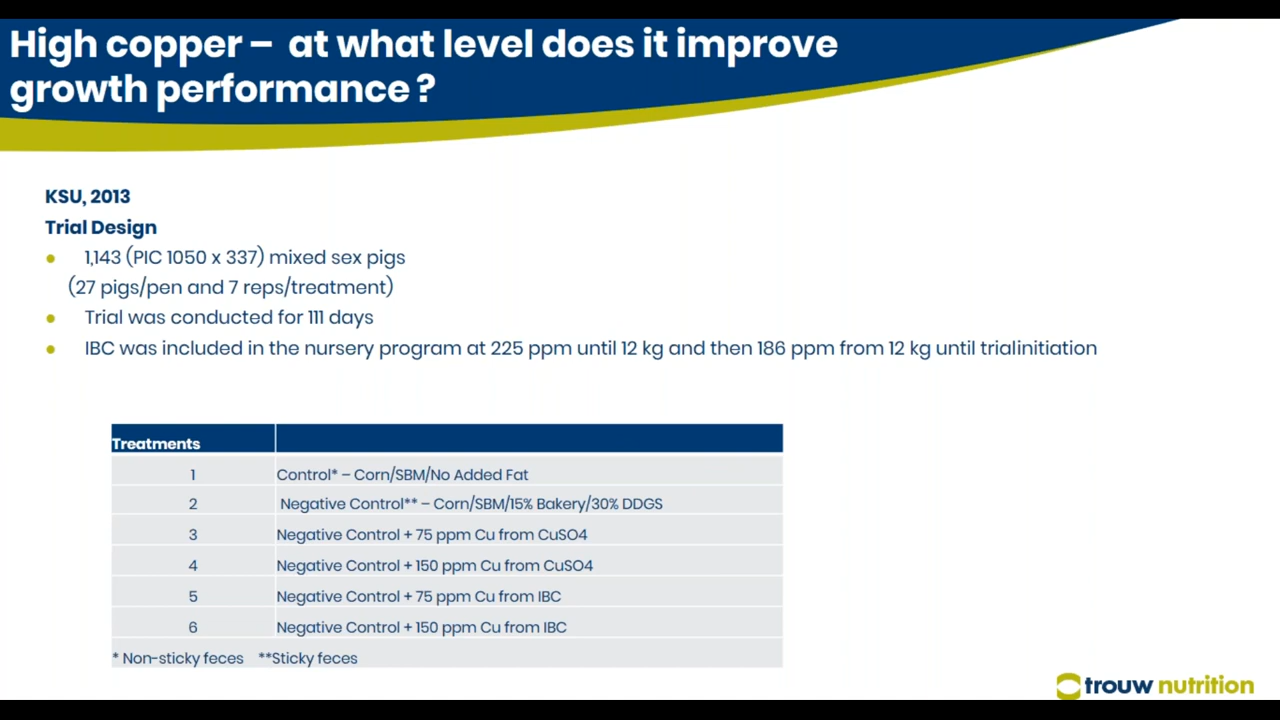 High copper – at what level does it improve
growth performance ?
KSU, 2013
Trial Design
• 1,143 (PIC 1050 x 337) mixed sex pigs
(27 pigs/pen and 7 reps/treatment)
• Trial was conducted for 111 days
• IBC was included in the nursery program at 225 ppm until 12 kg and then 186 ppm from 12 kg until trialinitiation
Treatments
1 Control* – Corn/SBM/No Added Fat
2 Negative Control** – Corn/SBM/15% Bakery/30% DDGS
3 Negative Control + 75 ppm Cu from CuSO4
4 Negative Control + 150 ppm Cu from CuSO4
5 Negative Control + 75 ppm Cu from IBC
6 Negative Control + 150 ppm Cu from IBC
* Non-sticky feces **Sticky feces
trouw nutrition